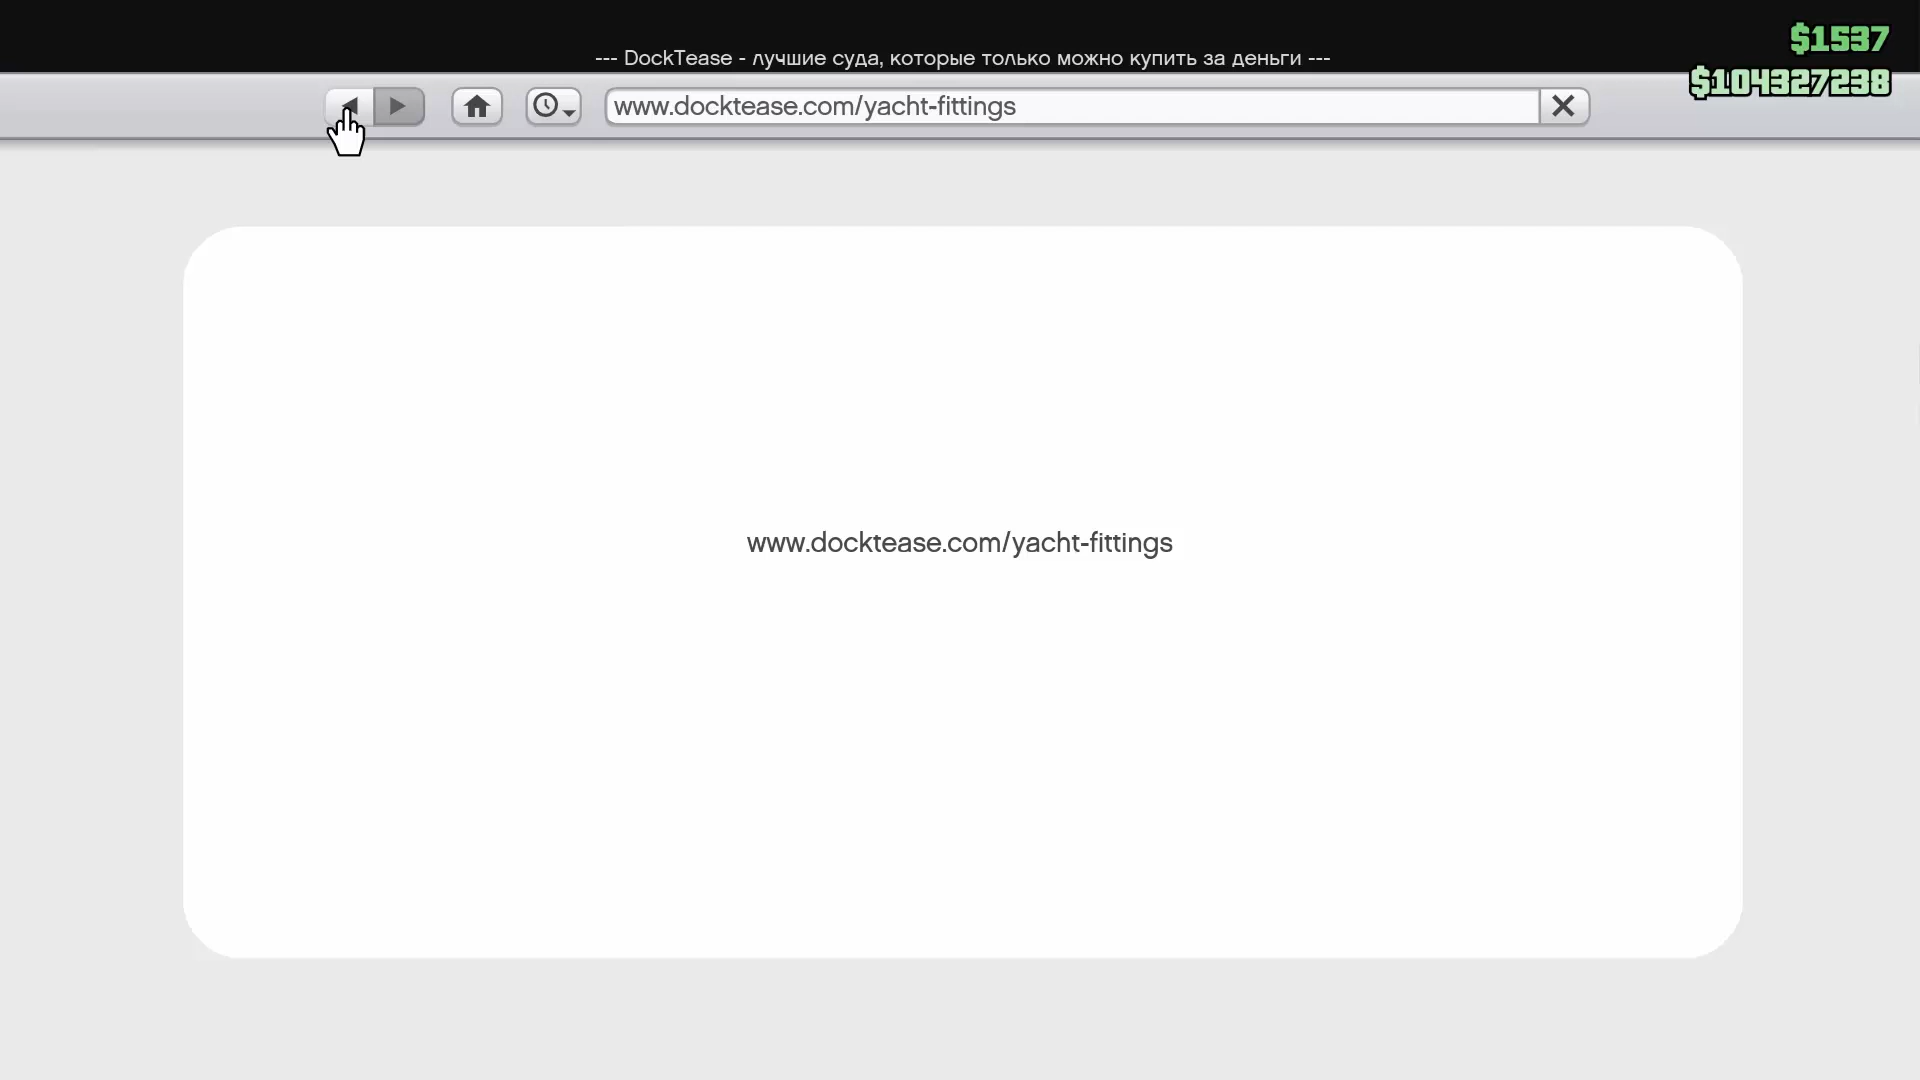 $1537
--- DockTease - лучшие суда, которые только можно купить за деньги ---
$104327238
www.docktease.com/yacht-fittings
www.docktease.com/yacht-fittings